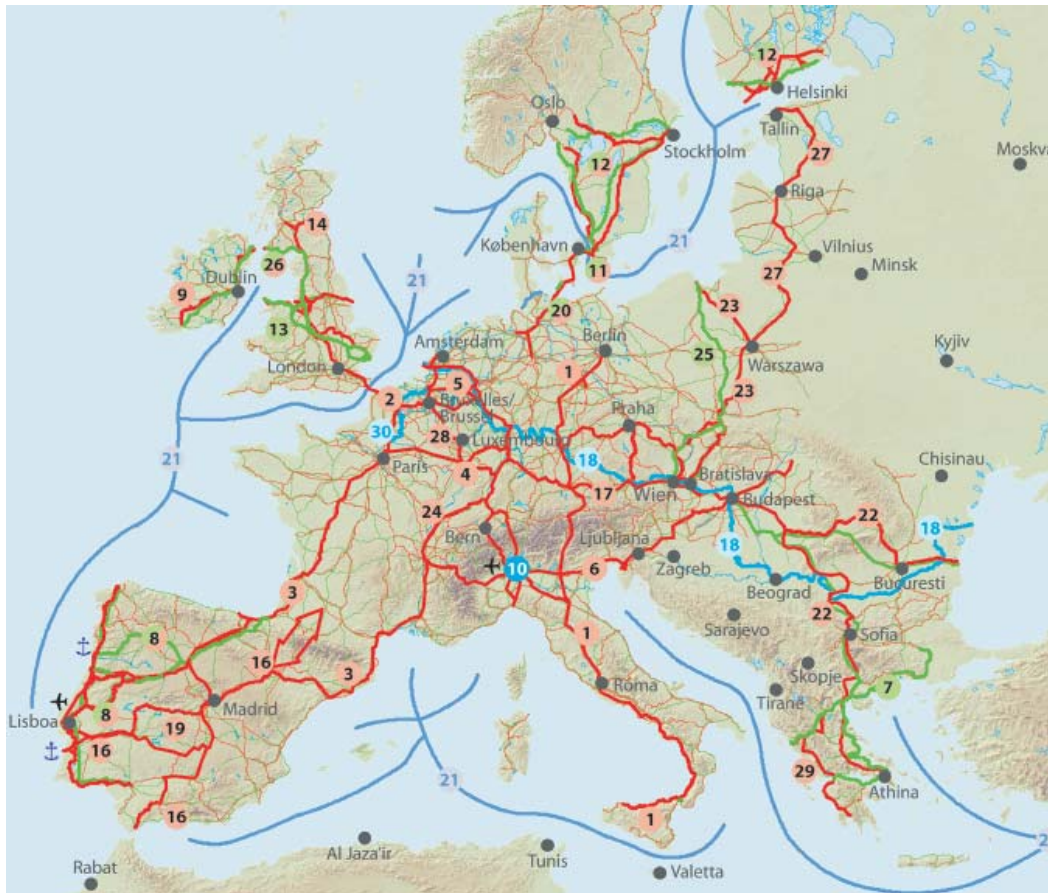 12
Helsinki
Oslo
Tallin
Stockholm
Moskva
27
12
14
Riga
København
21
26
Vilnius
Dublin
11
27
Minsk
21
9
20
23
13
Amsterdam
Berlin
Kyjiv
25
Warszawa
London
1
5
23
2
Bruxelles/
Brussel
Praha
30
28
Luxembourg
Paris
18
Chisinau
21
4
Bratislava
Wien
17
Budapest
24
22
18
Bern
Ljubljana
18
10
6
Zagreb
Bucuresti
Beograd
3
22
Sarajevo
Sofia
8
1
16
Skopje
3
7
Roma
Tirane
Madrid
8
Lisboa
19
16
29
Athina
21
16
1
Al Jaza'ir
Tunis
Rabat
Valetta